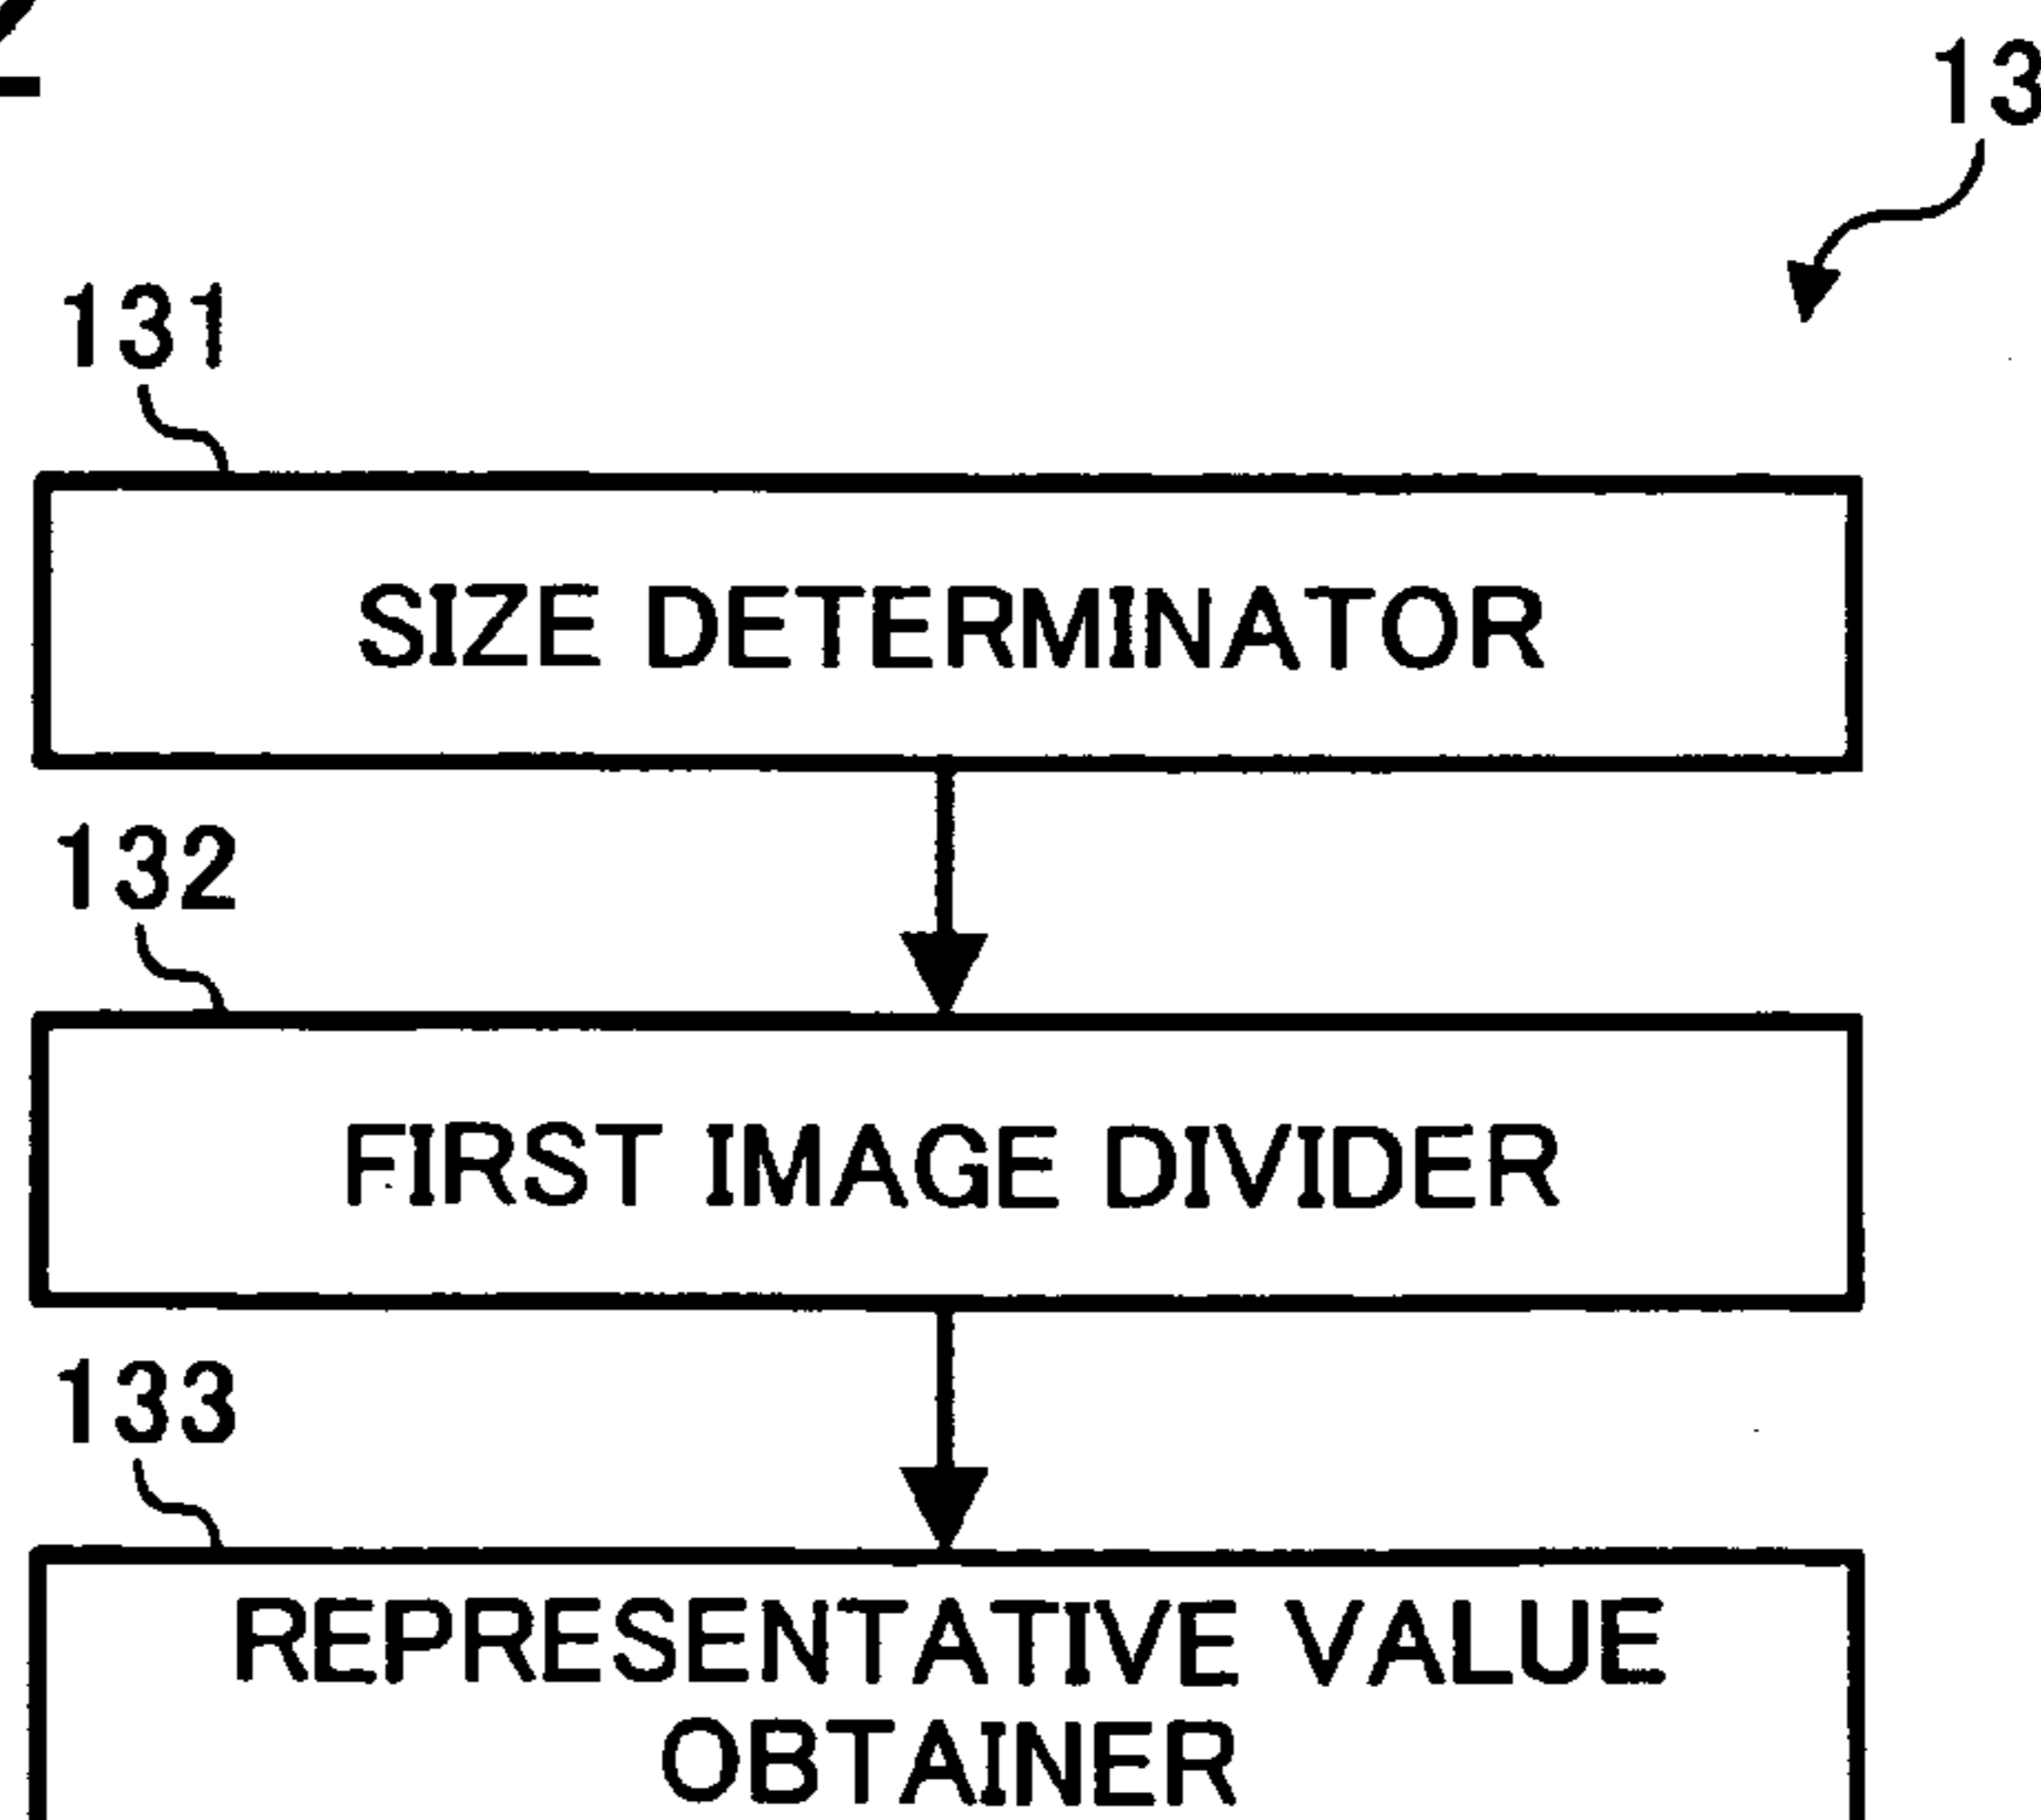 13
131
SIZE DETERMINATOR
132
FIRST IMAGE DIVIDER
133
REPRESENTATIVE VALUE
OBTAINER